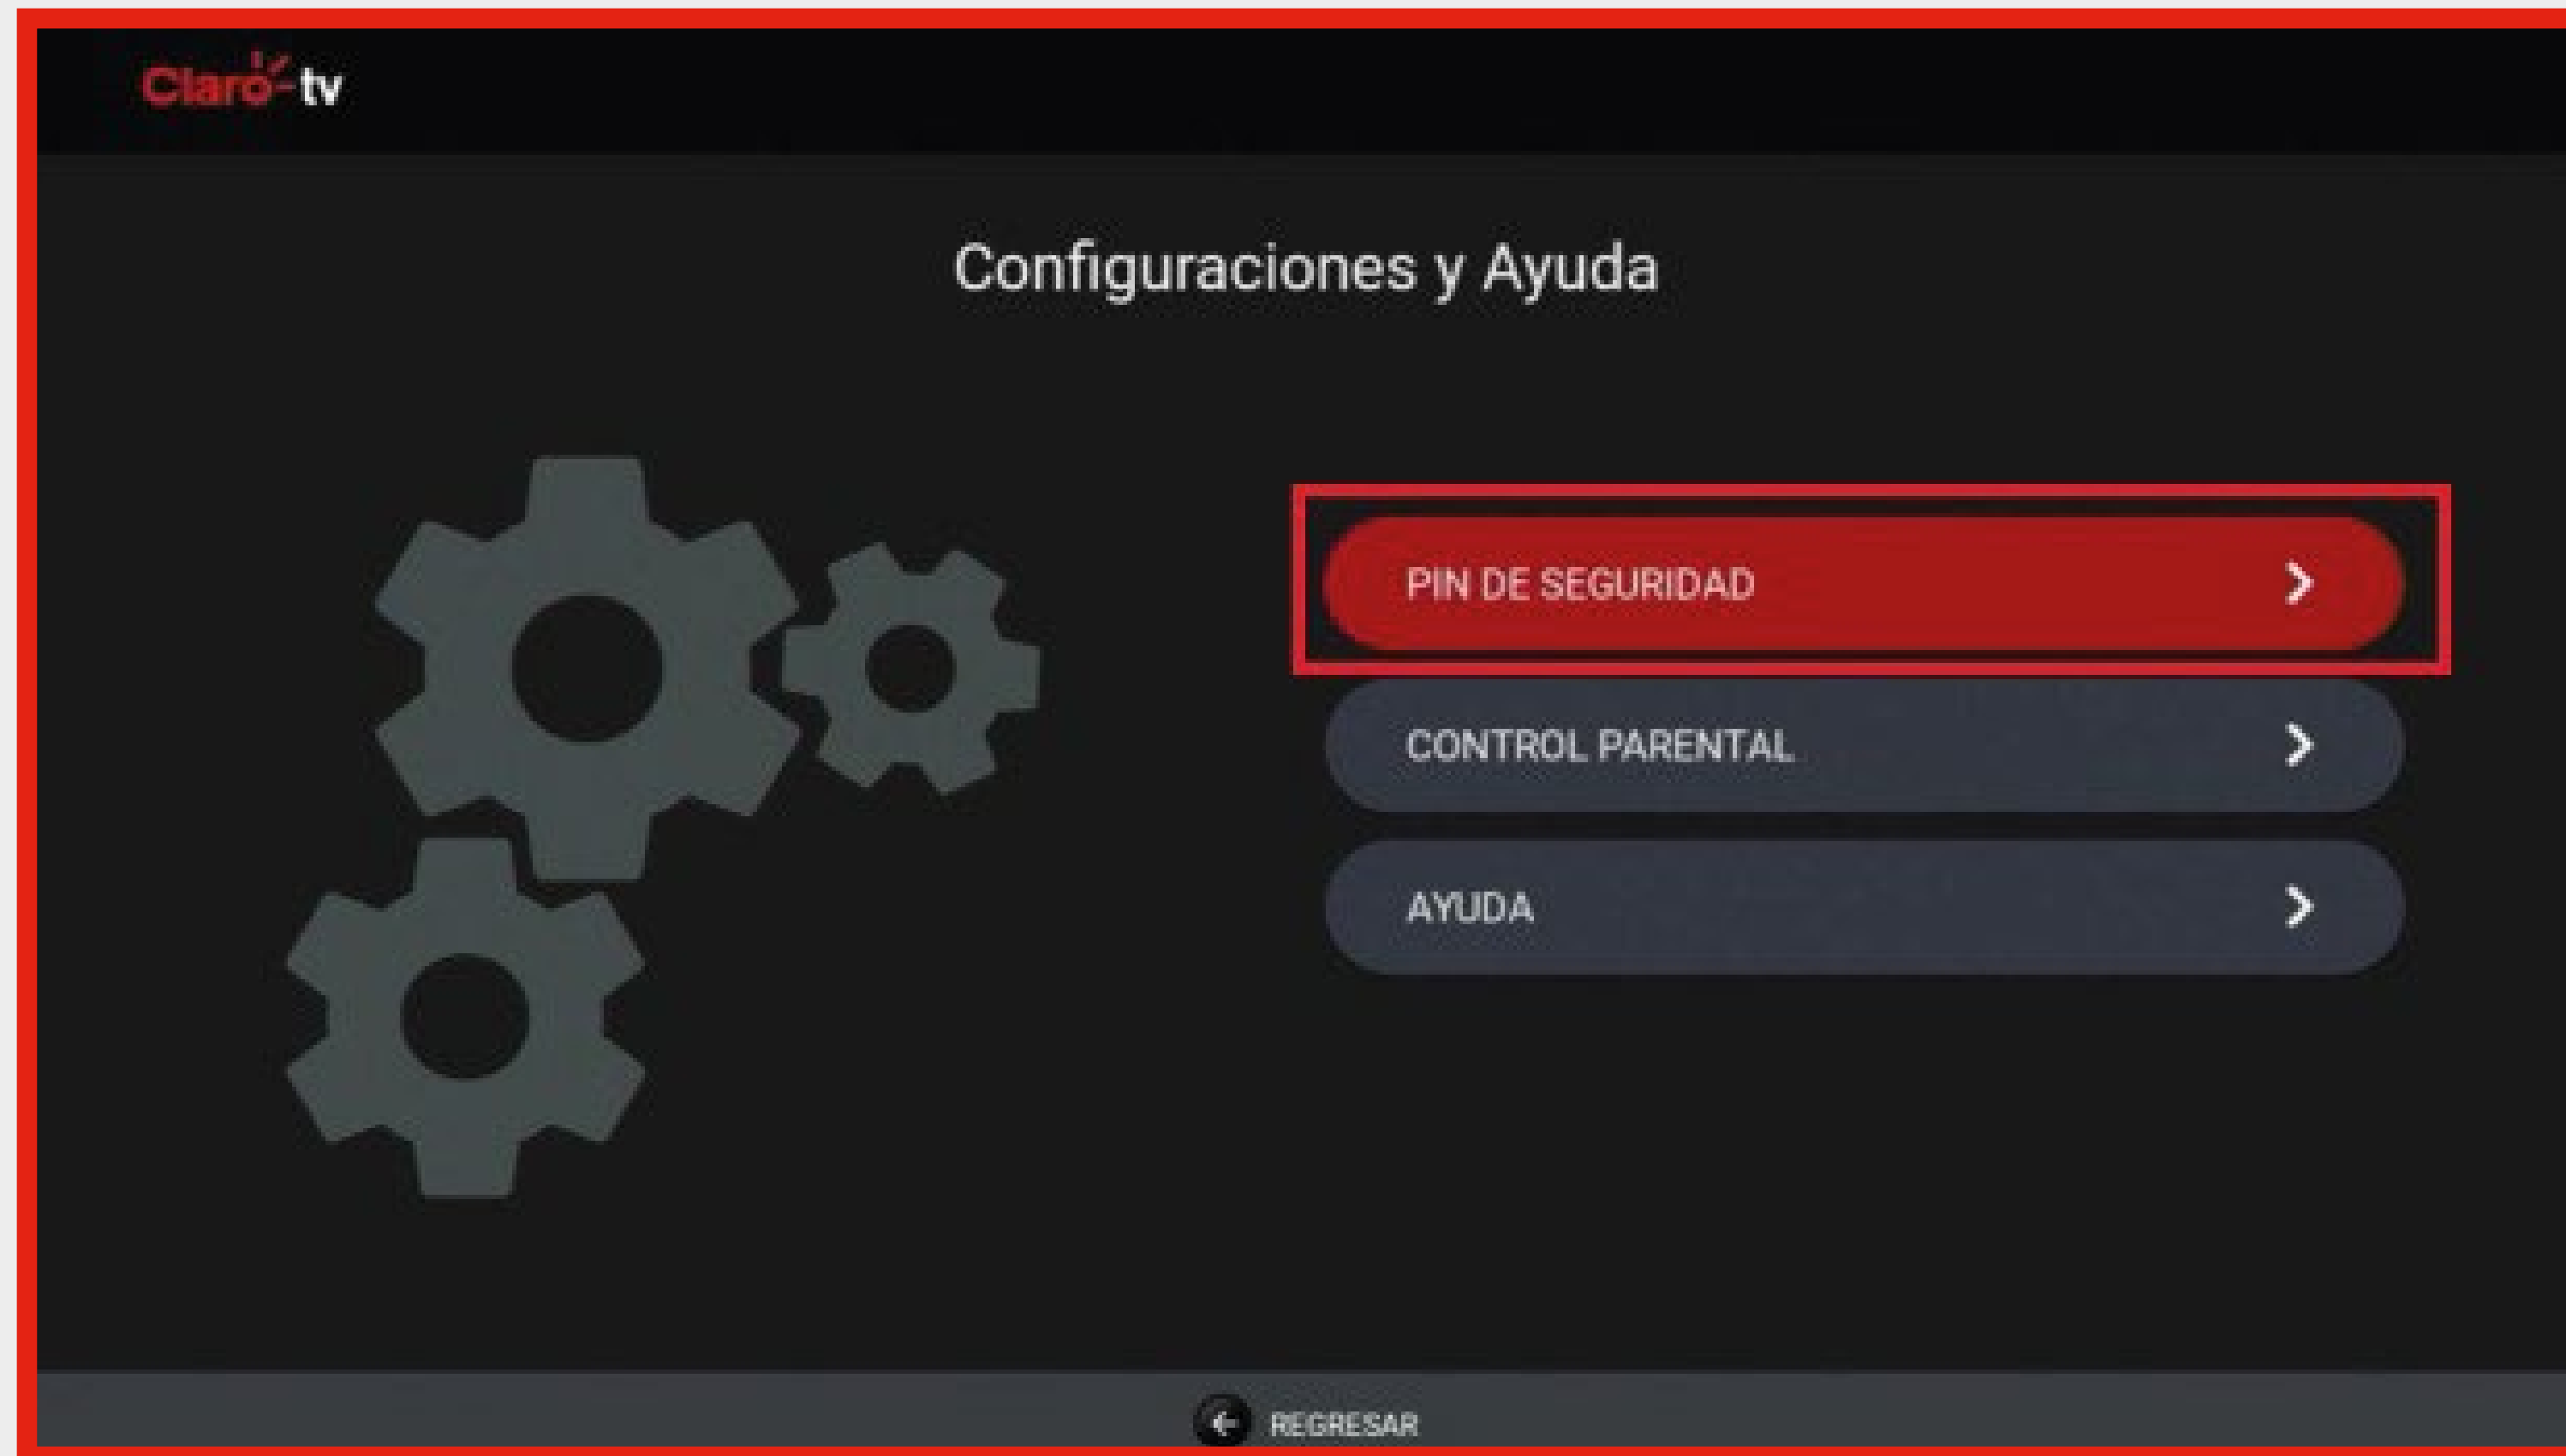 Claro tv
Configuraciones y Ayuda
PIN DE SEGURIDAD
CONTROL PARENTAL
AYUDA
REGRESAR